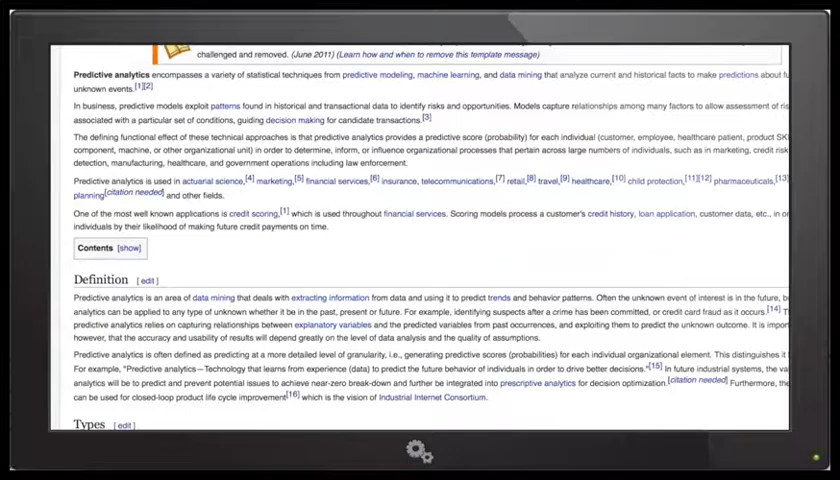 challenged and removed. (June 2011) (Learn how and when to remove this template message)
Predictive analytics encompasses a variety of statistical techniques from predictive modeling, machine learning, and data mining that analyze current and historical facts to make predictions about fu
unknown events.[1][2]
In business, predictive models exploit patterns found in historical and transactional data to identify risks and opportunities. Models capture relationships among many factors to allow assessment of ri
associated with a particular set of conditions, guiding decision making for candidate transactions.[3]
The defining functional effect of these technical approaches is that predictive analytics provides a predictive score (probability) for each individual (customer, employee, healthcare patient, product SK
component, machine, or other organizational unit) in order to determine, inform, or influence organizational processes that pertain across large numbers of individuals, such as in marketing, credit risk
detection, manufacturing, healthcare, and government operations including law enforcement.
Predictive analytics is used in actuarial science,[4] marketing,[5] financial services,[6] insurance, telecommunications,[7] retail,[8] travel,[9] healthcare,[10] child protection,[11][12] pharmaceuticals,[13]
planning[citation needed] and other fields.
One of the most well known applications is credit scoring,[1] which is used throughout financial services. Scoring models process a customer's credit history, loan application, customer data, etc., in or
individuals by their likelihood of making future credit payments on time.
Contents [show]
Definition [ edit ]
Predictive analytics is an area of data mining that deals with extracting information from data and using it to predict trends and behavior patterns. Often the unknown event of interest is in the future, b
analytics can be applied to any type of unknown whether it be in the past, present or future. For example, identifying suspects after a crime has been committed, or credit card fraud as it occurs.[14] T
predictive analytics relies on capturing relationships between explanatory variables and the predicted variables from past occurrences, and exploiting them to predict the unknown outcome. It is impor
however, that the accuracy and usability of results will depend greatly on the level of data analysis and the quality of assumptions.
Predictive analytics is often defined as predicting at a more detailed level of granularity, i.e., generating predictive scores (probabilities) for each individual organizational element. This distinguishes it
For example, "Predictive analytics—Technology that learns from experience (data) to predict the future behavior of individuals in order to drive better decisions."[15] In future industrial systems, the va
analytics will be to predict and prevent potential issues to achieve near-zero break-down and further be integrated into prescriptive analytics for decision optimization.[citation needed] Furthermore, the
can be used for closed-loop product life cycle improvement[16] which is the vision of Industrial Internet Consortium.
Types [ edit ]